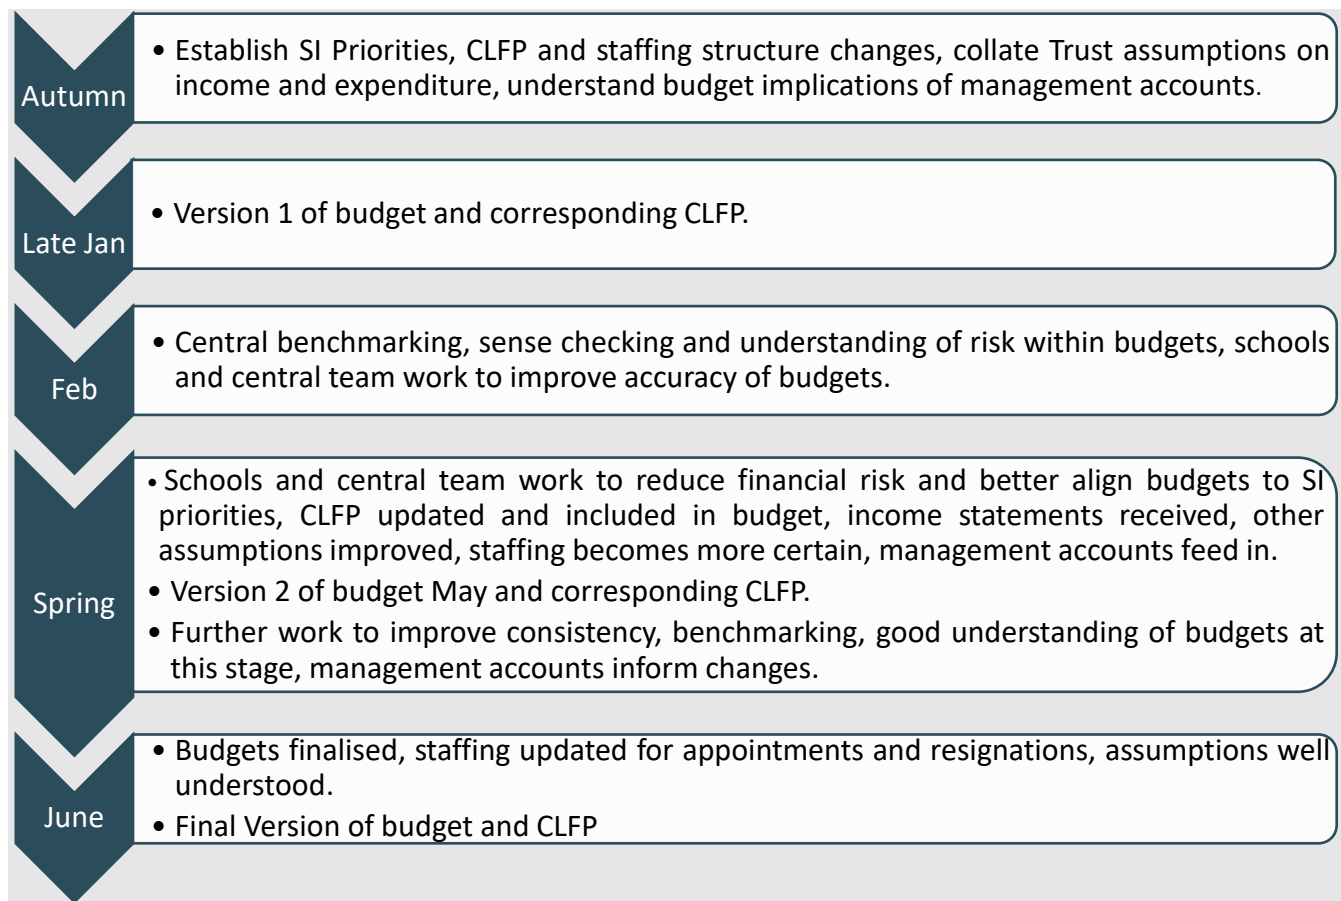 Autumn
• Establish SI Priorities, CLFP and staffing structure changes, collate Trust assumptions on
income and expenditure, understand budget implications of management accounts.
Late Jan
• Version 1 of budget and corresponding CLFP.
Feb
• Central benchmarking, sense checking and understanding of risk within budgets, schools
and central team work to improve accuracy of budgets.
Spring
• Schools and central team work to reduce financial risk and better align budgets to SI
priorities, CLFP updated and included in budget, income statements received, other
assumptions improved, staffing becomes more certain, management accounts feed in.
• Version 2 of budget May and corresponding CLFP.
• Further work to improve consistency, benchmarking, good understanding of budgets at
this stage, management accounts inform changes.
June
• Budgets finalised, staffing updated for appointments and resignations, assumptions well
understood.
• Final Version of budget and CLFP